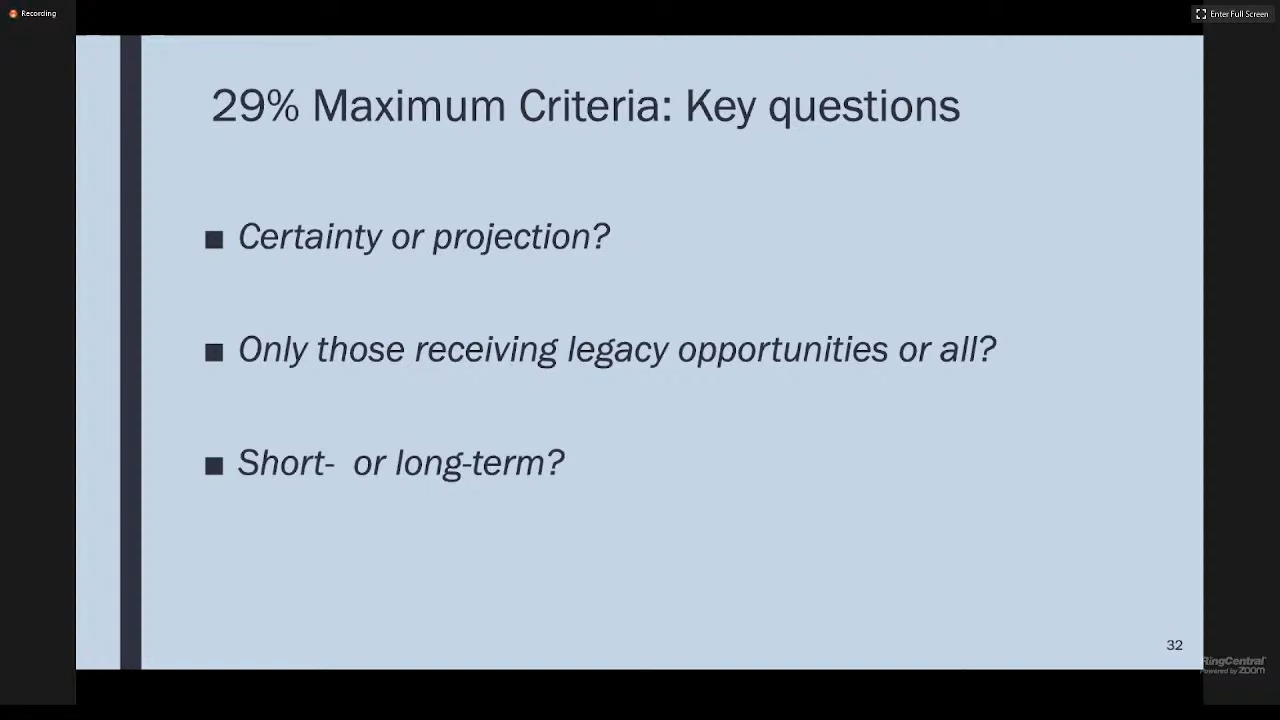 Recording
Enter Full Screen
29% Maximum Criteria: Key questions
■ Certainty or projection?
■ Only those receiving legacy opportunities or all?
■ Short- or long-term?
32
RingCentral
Powered by zoom